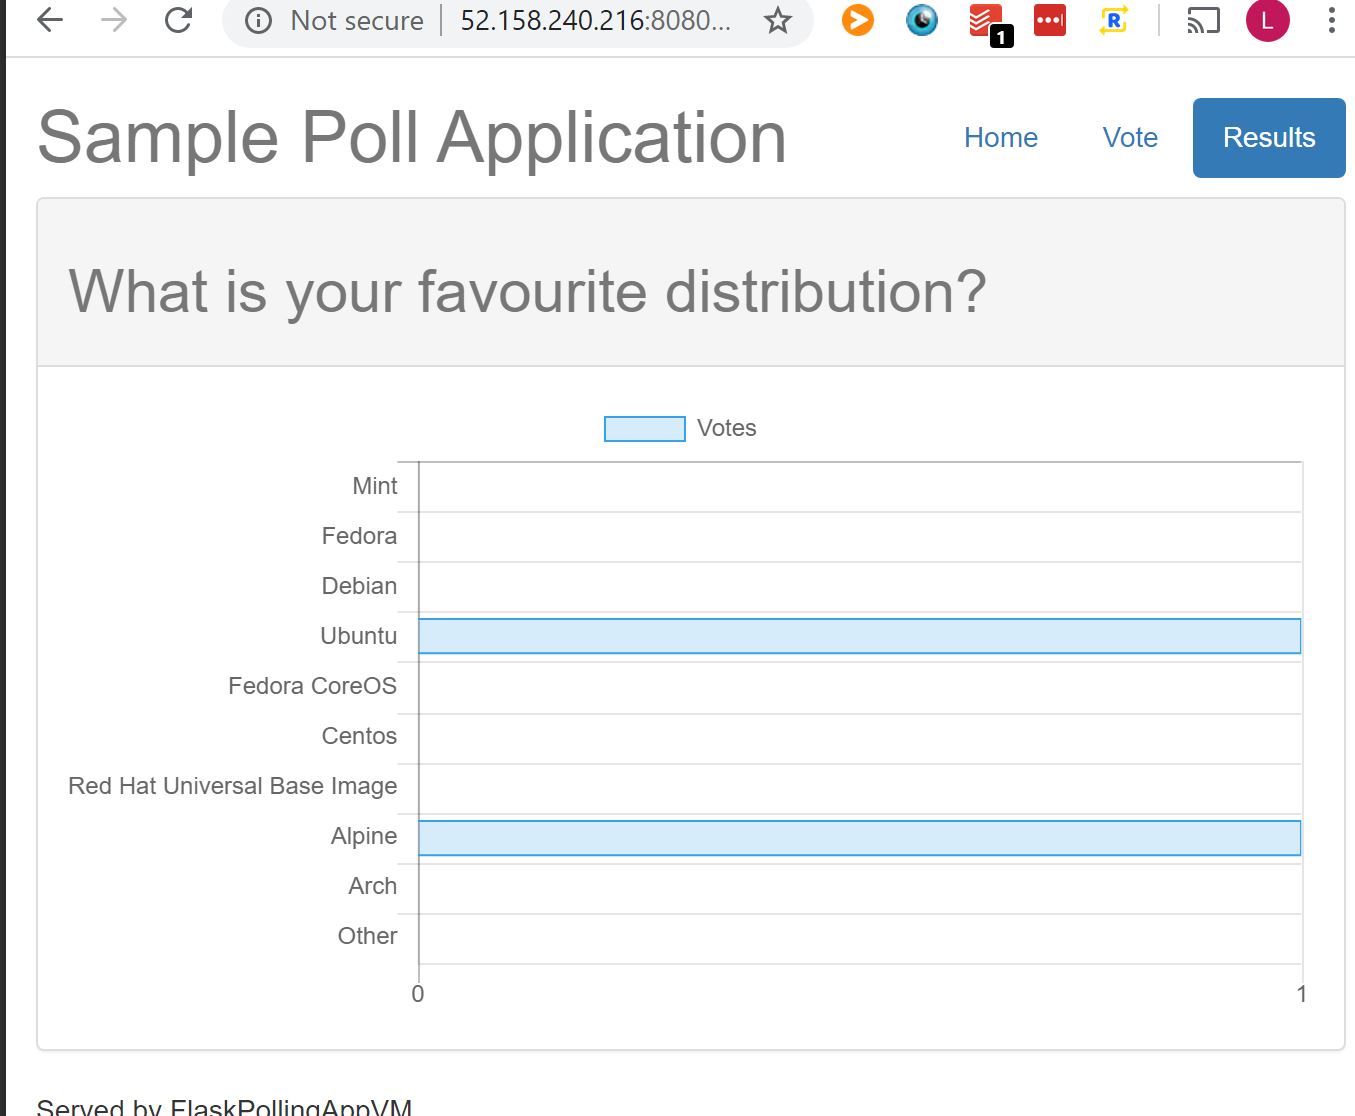 Not secure | 52.158.240.216:8080...
1
R
L
Sample Poll Application
Home Vote Results
What is your favourite distribution?
Votes
Mint
Fedora
Debian
Ubuntu
Fedora CoreOS
Centos
Red Hat Universal Base Image
Alpine
Arch
Other
0 1
Served by FlaskPollingAppVM